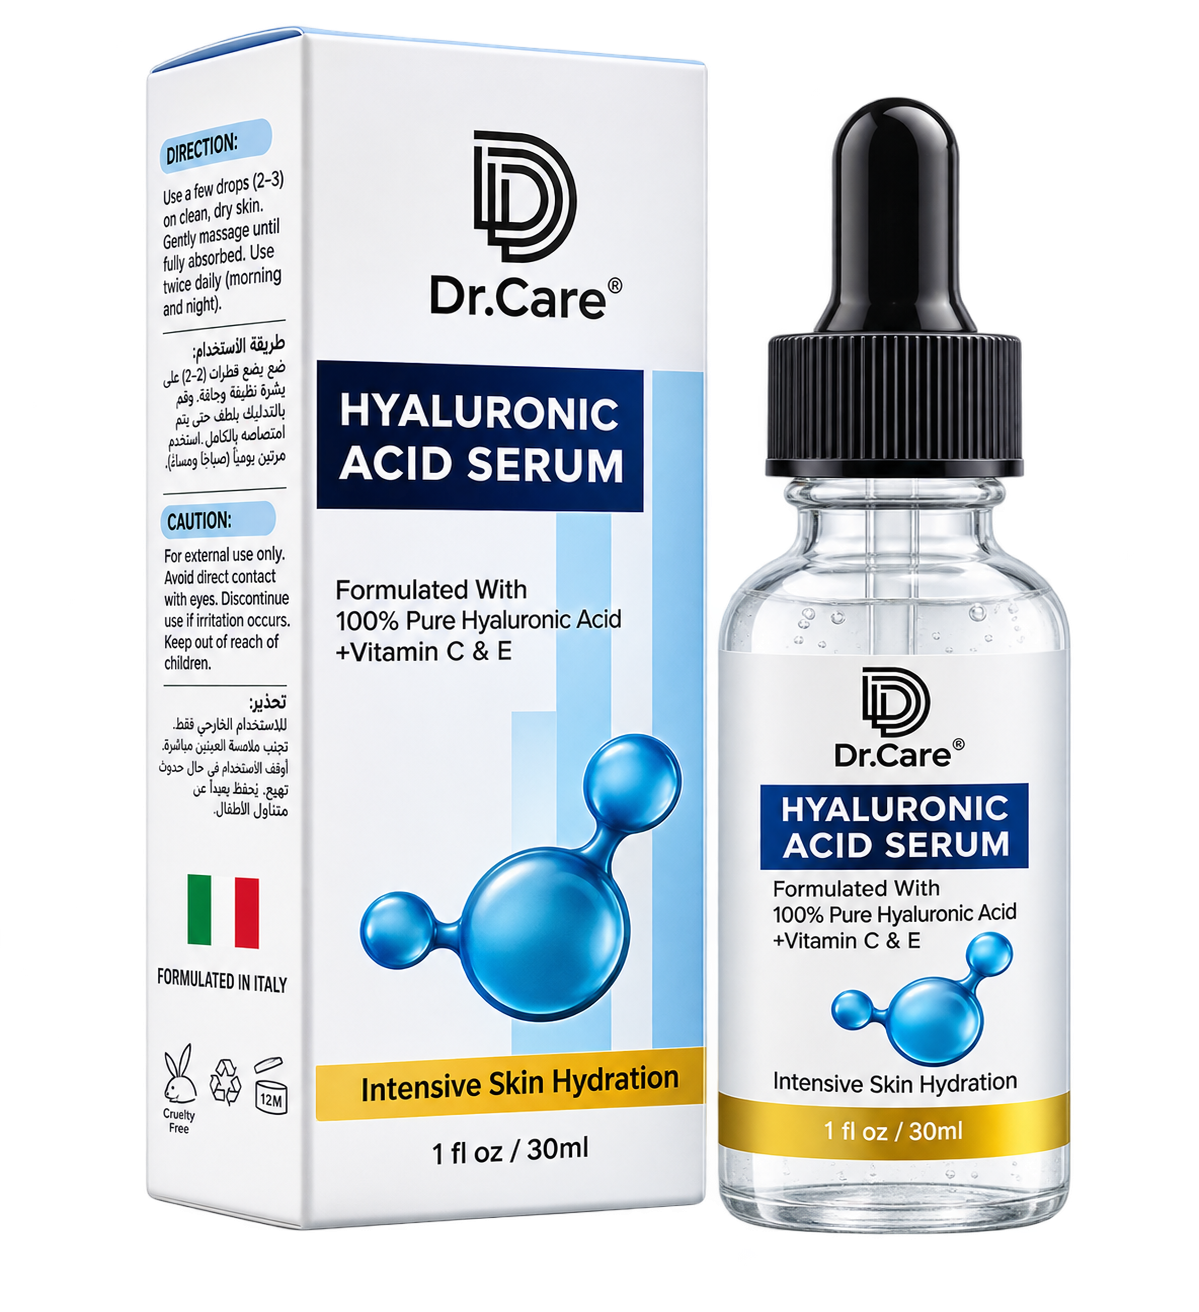 DIRECTION:
Use a few drops (2–3)
on clean, dry skin.
Gently massage until
fully absorbed. Use
twice daily (morning
and night).
طريقة الأستخدام:
ضع بضع قطرات (2-2) على
بشرة نظيفة وجافة. وقم
بالتدليك بلطف حتى يتم
امتصاصه بالكامل. استخدم
مرتين يومياً (صباحاً ومساءً).
CAUTION:
For external use only.
Avoid direct contact
with eyes. Discontinue
use if irritation occurs.
Keep out of reach of
children.
تحذير:
للاستخدام الخارجي فقط.
تجنب ملامسة العينين مباشرة.
أوقف الأستخدام في حال حدوث
تهيج. يُحفظ بعيداً عن
متناول الأطفال.
FORMULATED IN ITALY
Cruelty
Free
12M
Dr.Care®
HYALURONIC
ACID SERUM
Formulated With
100% Pure Hyaluronic Acid
+Vitamin C & E
Intensive Skin Hydration
1 fl oz / 30ml
Dr.Care®
HYALURONIC
ACID SERUM
Formulated With
100% Pure Hyaluronic Acid
+Vitamin C & E
Intensive Skin Hydration
1 fl oz / 30ml